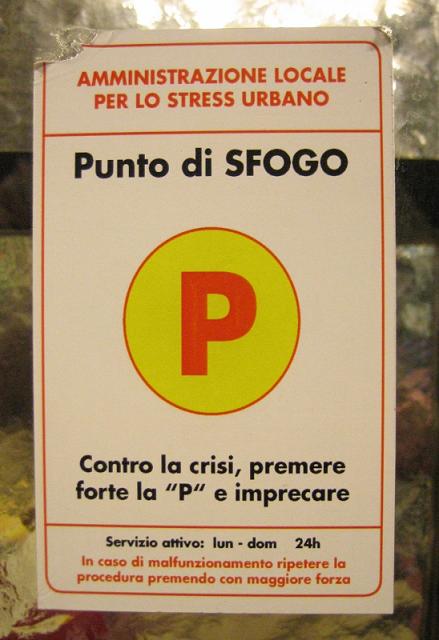 AMMINISTRAZIONE LOCALE
PER LO STRESS URBANO
Punto di SFOGO
P
Contro la crisi, premere
forte la “P“ e imprecare
Servizio attivo: lun - dom 24h
In caso di malfunzionamento ripetere la
procedura premendo con maggiore forza